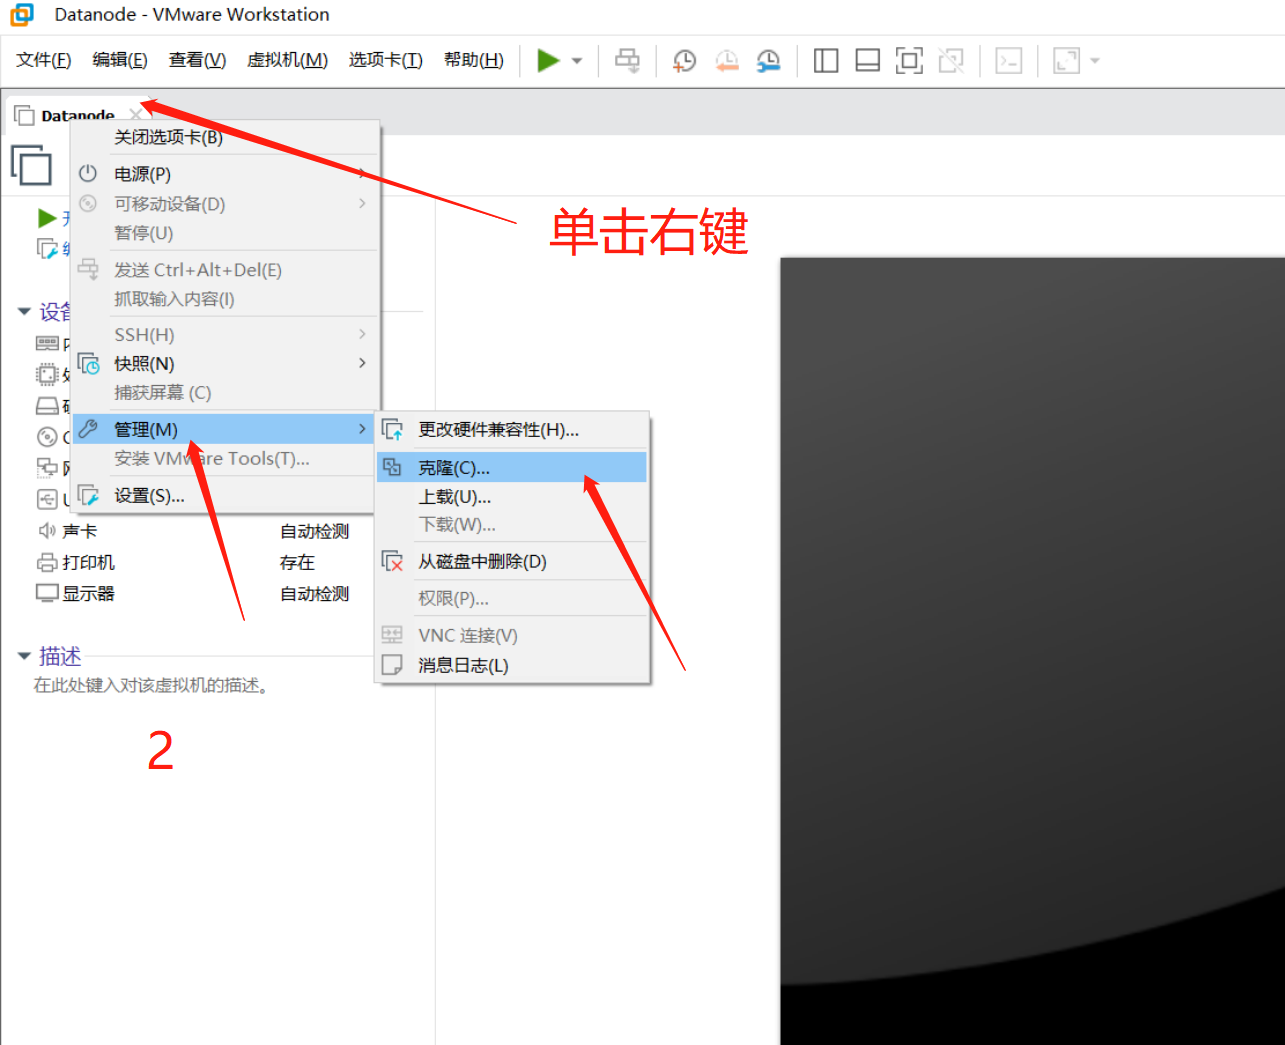 Datanode - VMware Workstation
文件(F) 编辑(E) 查看(V) 虚拟机(M) 选项卡(T) 帮助(H)
Datanode
关闭选项卡(B)
电源(P)
可移动设备(D)
暂停(U)
单击右键
发送 Ctrl+Alt+Del(E)
抓取输入内容(I)
设备
SSH(H)
快照(N)
捕获屏幕 (C)
管理(M)
更改硬件兼容性(H)...
安装 VMware Tools(T)...
克隆(C)...
设置(S)...
上载(U)...
下载(W)...
声卡 自动检测
打印机 存在
从磁盘中删除(D)
显示器 自动检测
权限(P)...
VNC 连接(V)
描述
消息日志(L)
在此处键入对该虚拟机的描述。
2